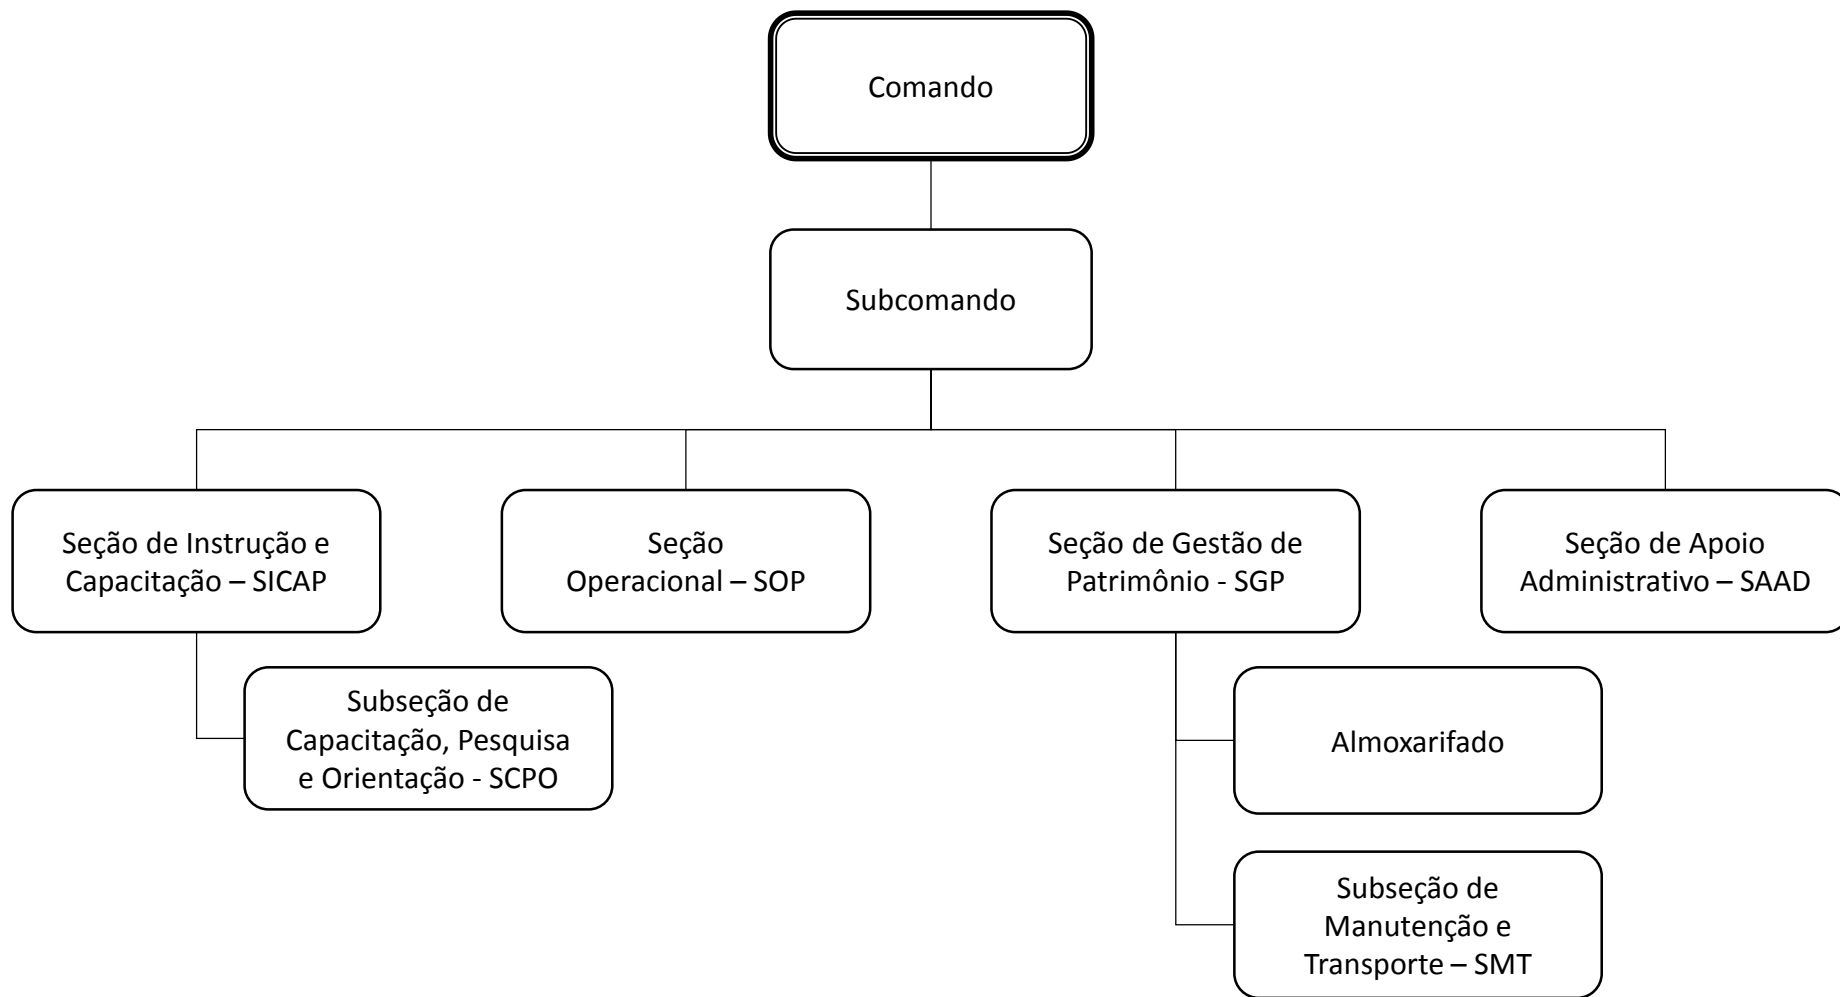 Comando
Subcomando
Seção de Instrução e
Capacitação – SICAP
Seção
Operacional – SOP
Seção de Gestão de
Patrimônio - SGP
Seção de Apoio
Administrativo – SAAD
Subseção de
Capacitação, Pesquisa
e Orientação - SCPO
Almoxarifado
Subseção de
Manutenção e
Transporte – SMT